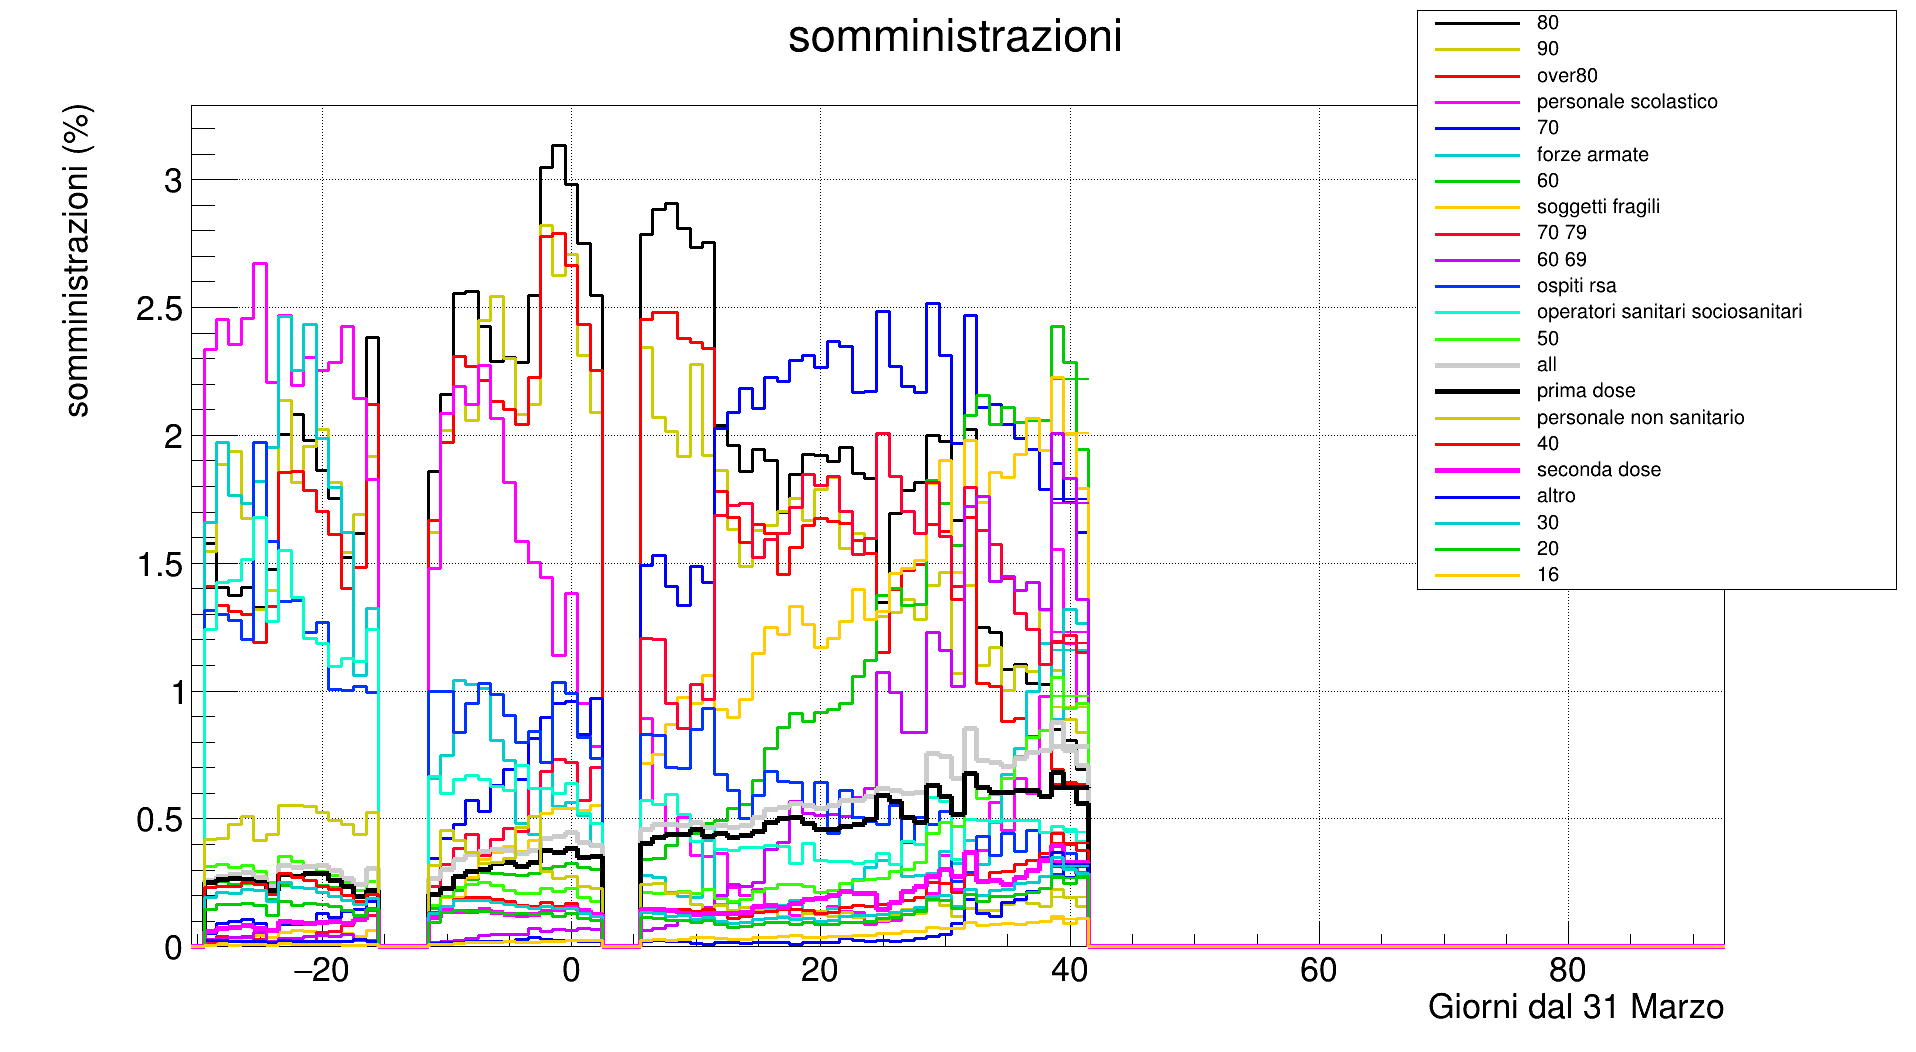 somministrazioni
somministrazioni (%)
3
2.5
2
1.5
1
0.5
0
−20
0
20
40
60
80
Giorni dal 31 Marzo
80
90
over80
personale scolastico
70
forze armate
60
soggetti fragili
70 79
60 69
ospiti rsa
operatori sanitari sociosanitari
50
all
prima dose
personale non sanitario
40
seconda dose
altro
30
20
16